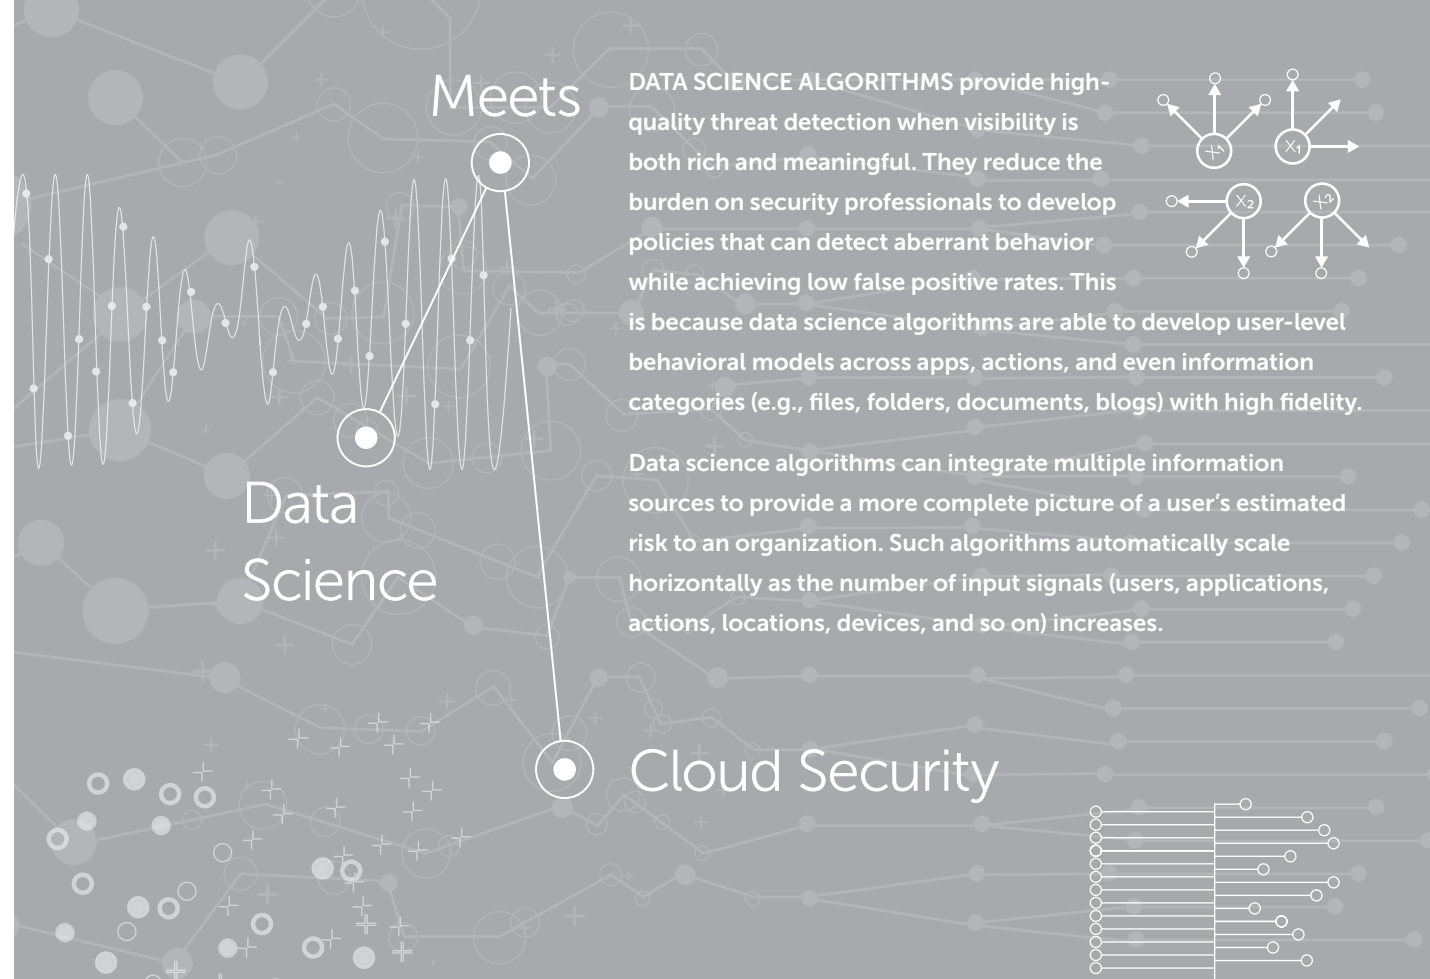 Meets
Data
Science
Cloud Security
DATA SCIENCE ALGORITHMS provide high-
quality threat detection when visibility is
both rich and meaningful. They reduce the
burden on security professionals to develop
policies that can detect aberrant behavior
while achieving low false positive rates. This
is because data science algorithms are able to develop user-level
behavioral models across apps, actions, and even information
categories (e.g., files, folders, documents, blogs) with high fidelity.
Data science algorithms can integrate multiple information
sources to provide a more complete picture of a user’s estimated
risk to an organization. Such algorithms automatically scale
horizontally as the number of input signals (users, applications,
actions, locations, devices, and so on) increases.
X₁ X₁
X₂ X₂